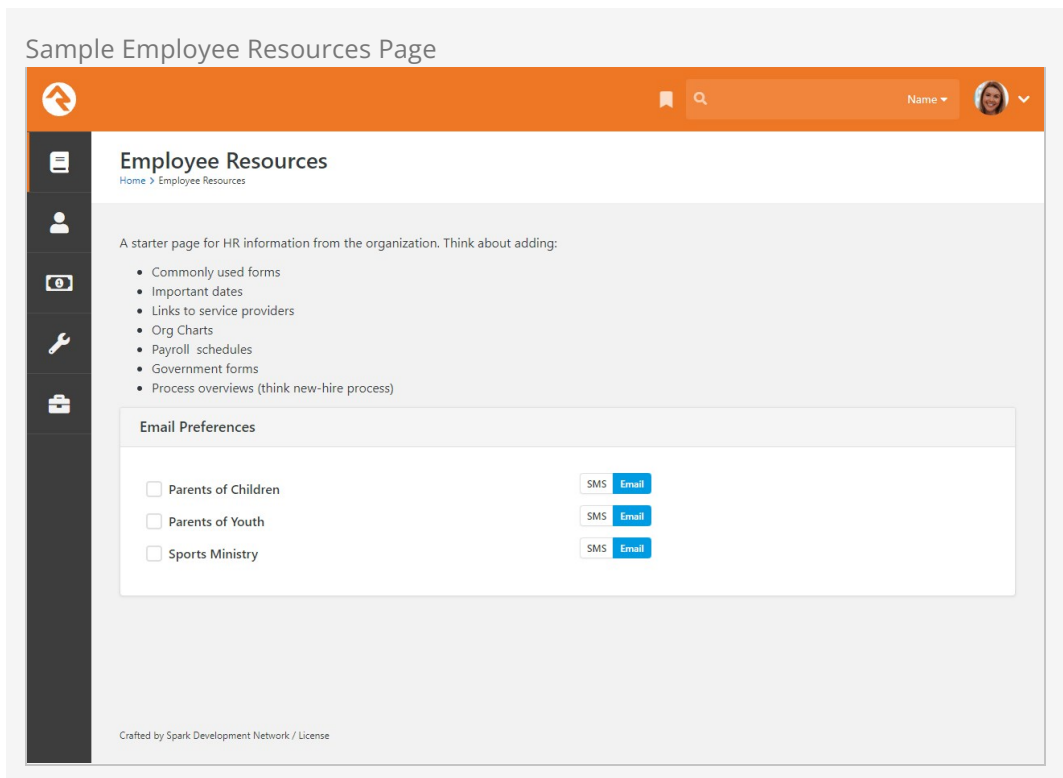 Sample Employee Resources Page
Name
Employee Resources
Home > Employee Resources
A starter page for HR information from the organization. Think about adding:
• Commonly used forms
• Important dates
• Links to service providers
• Org Charts
• Payroll  schedules
• Government forms
• Process overviews (think new-hire process)
Email Preferences
Parents of Children SMS Email
Parents of Youth SMS Email
Sports Ministry SMS Email
Crafted by Spark Development Network / License